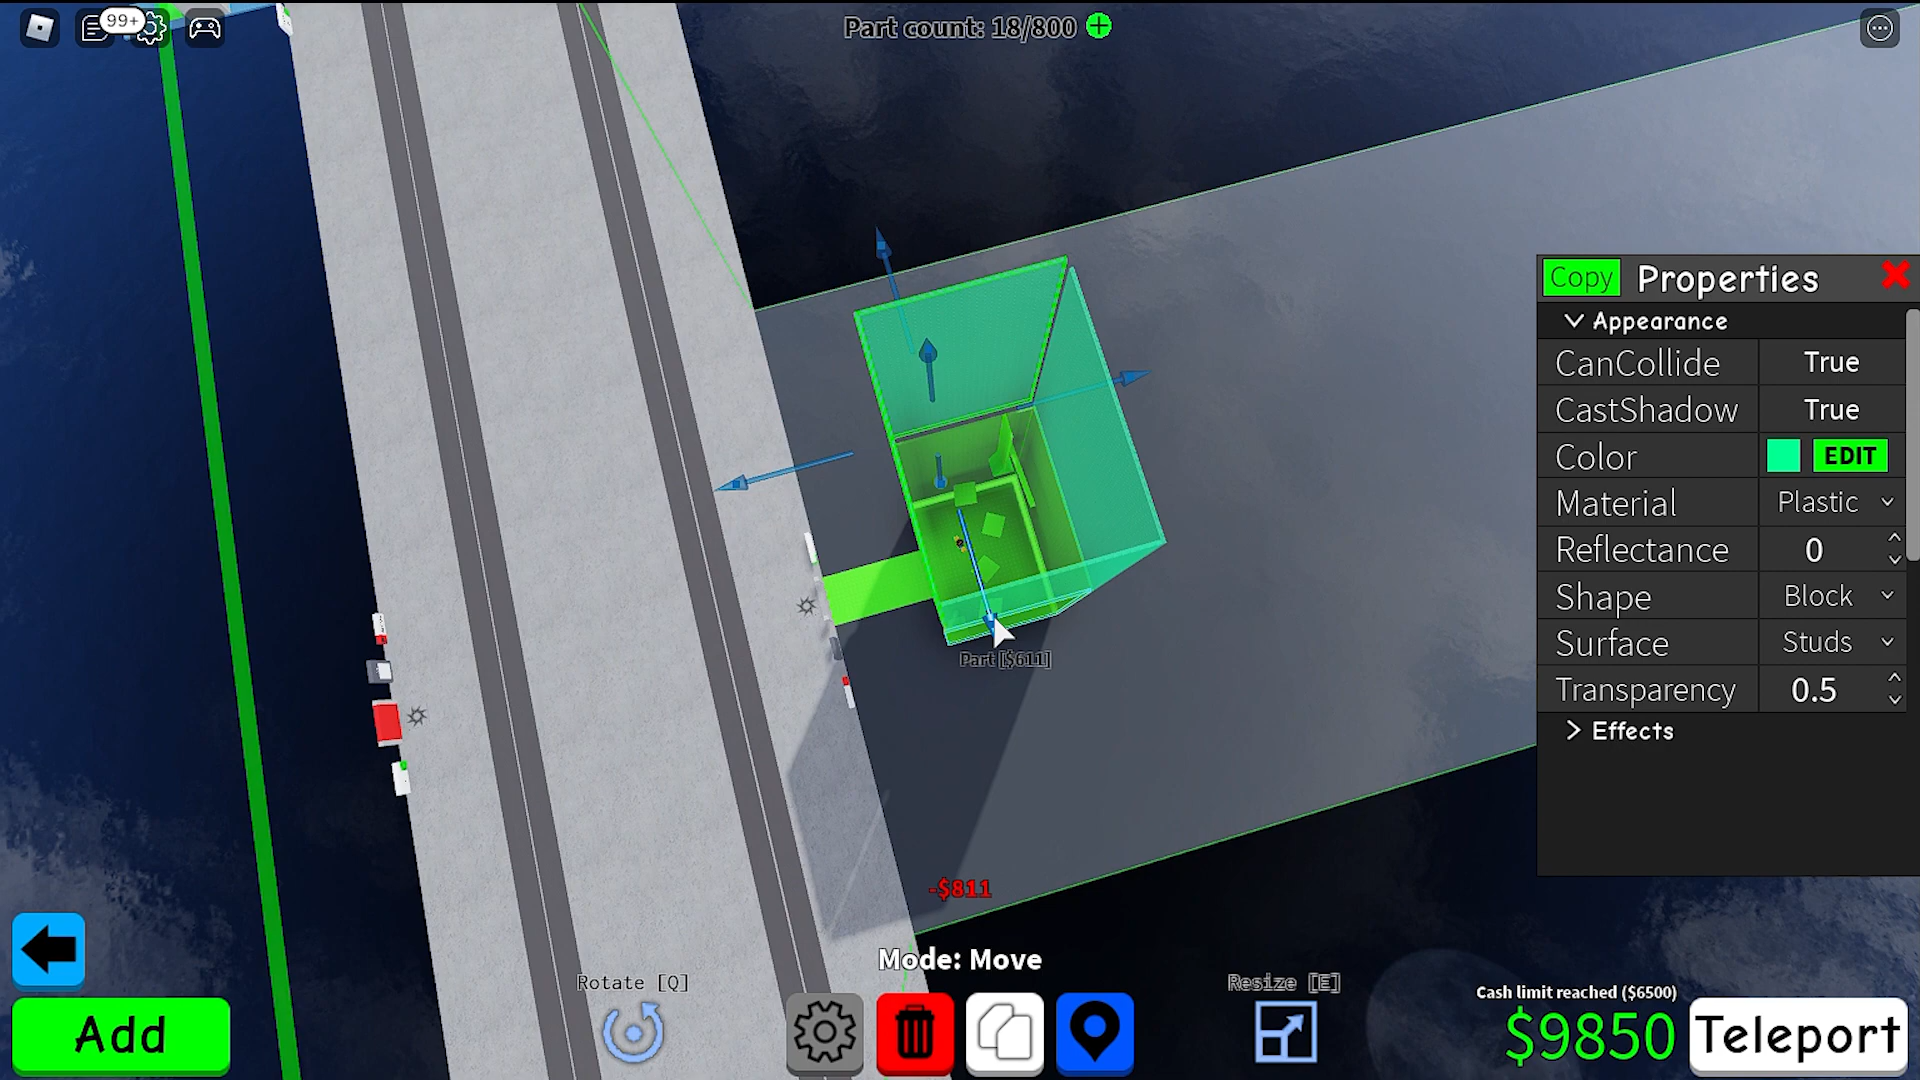 99+
Part count: 18/800
Copy Properties
Appearance
CanCollide True
CastShadow True
Color EDIT
Material Plastic
Reflectance 0
Shape Block
Surface Studs
Transparency 0.5
Effects
Part [$611]
-$811
Mode: Move
Rotate [Q]
Resize [E]
Cash limit reached ($6500)
$9850
Add
Teleport